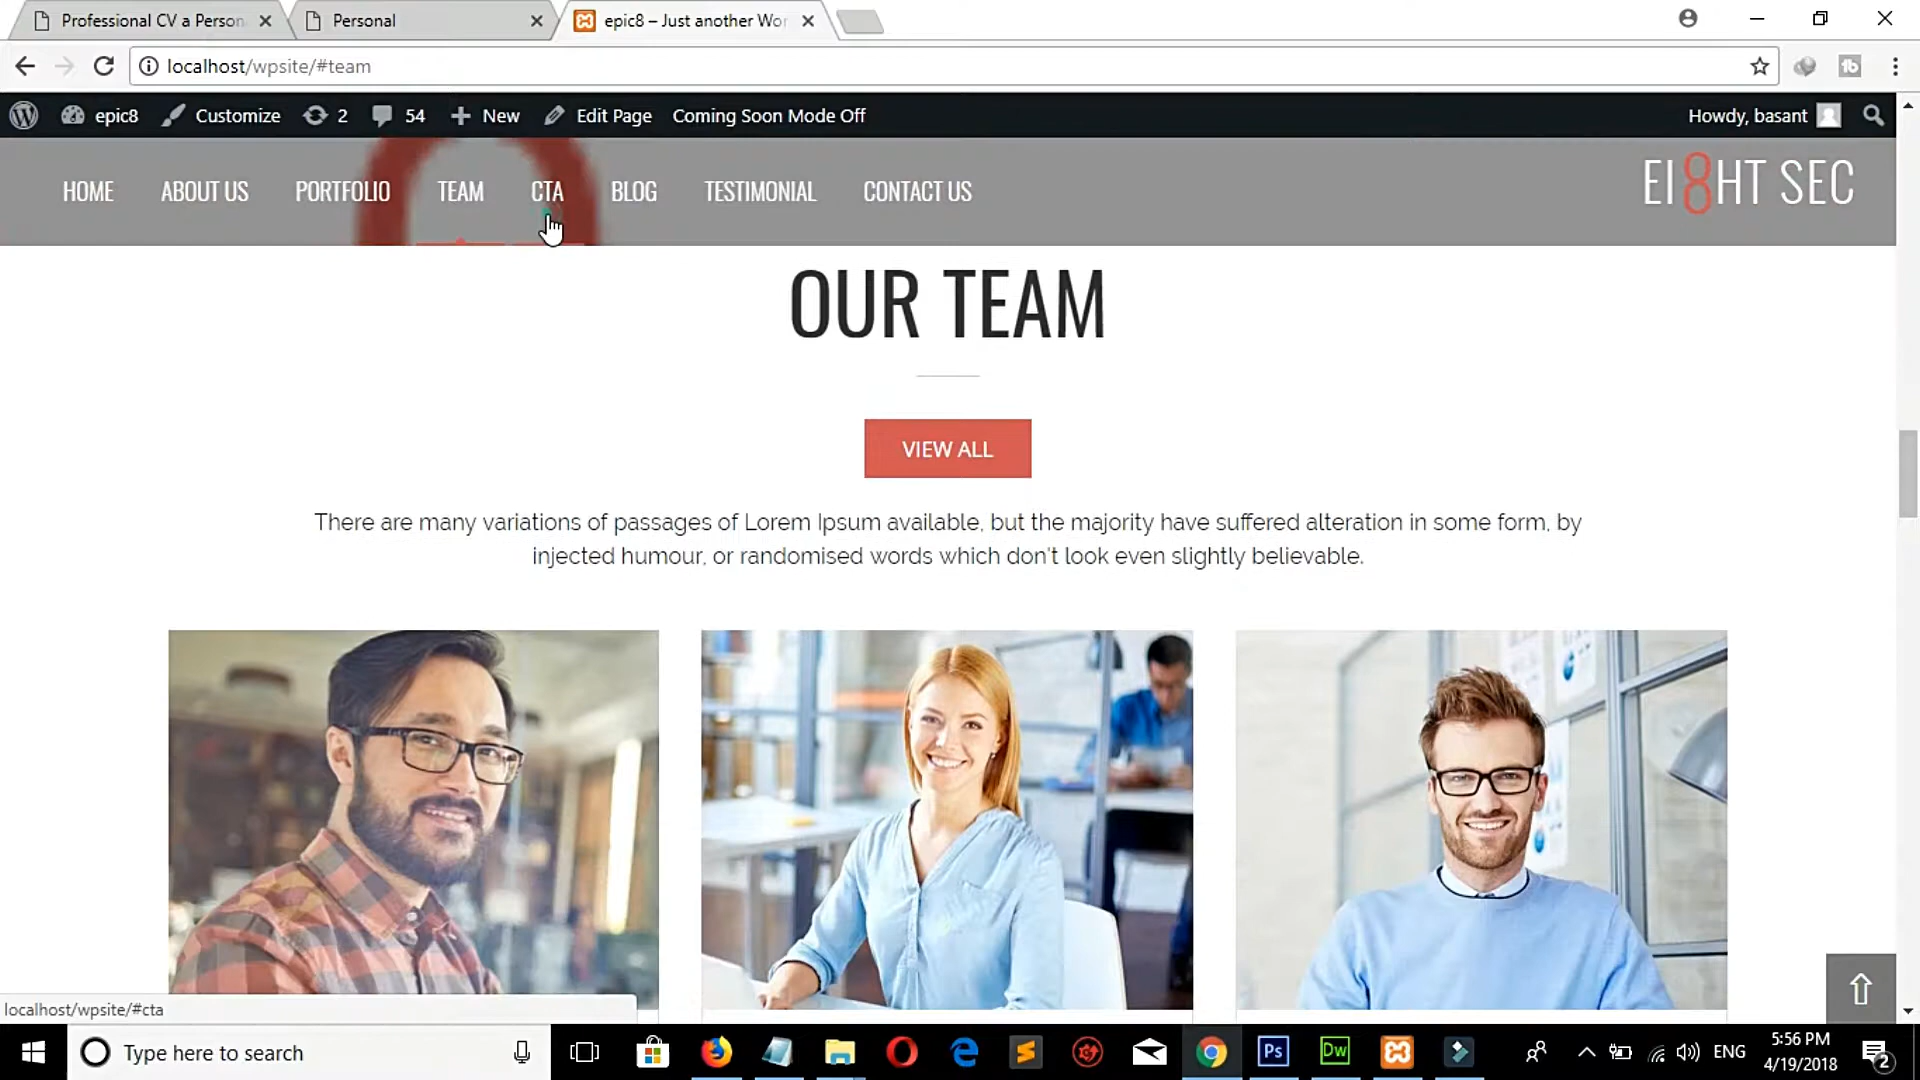 Professional CV a Person
Personal
epic8 – Just another Wor
localhost/wpsite/#team
epic8
Customize
2
54
New
Edit Page
Coming Soon Mode Off
Howdy, basant
HOME
ABOUT US
PORTFOLIO
TEAM
CTA
BLOG
TESTIMONIAL
CONTACT US
EI8HT SEC
OUR TEAM
VIEW ALL
There are many variations of passages of Lorem Ipsum available, but the majority have suffered alteration in some form, by
injected humour, or randomised words which don't look even slightly believable.
localhost/wpsite/#cta
Type here to search
Ps
Dw
ENG
5:56 PM
4/19/2018
2